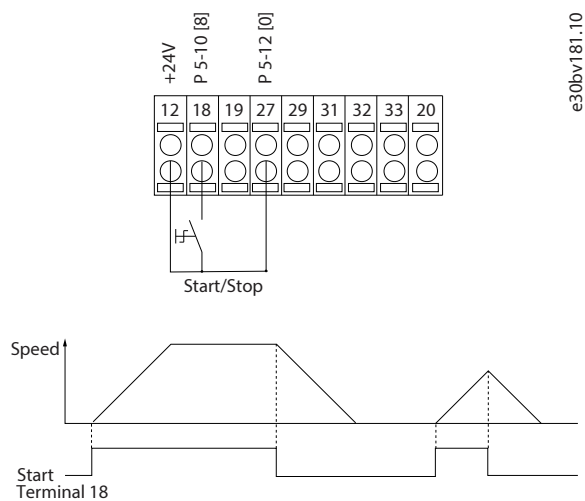 +24V
P 5-10 [8]
P 5-12 [0]
e30bv181.10
12 18 19 27 29 31 32 33 20
Start/Stop
Speed
Start
Terminal 18